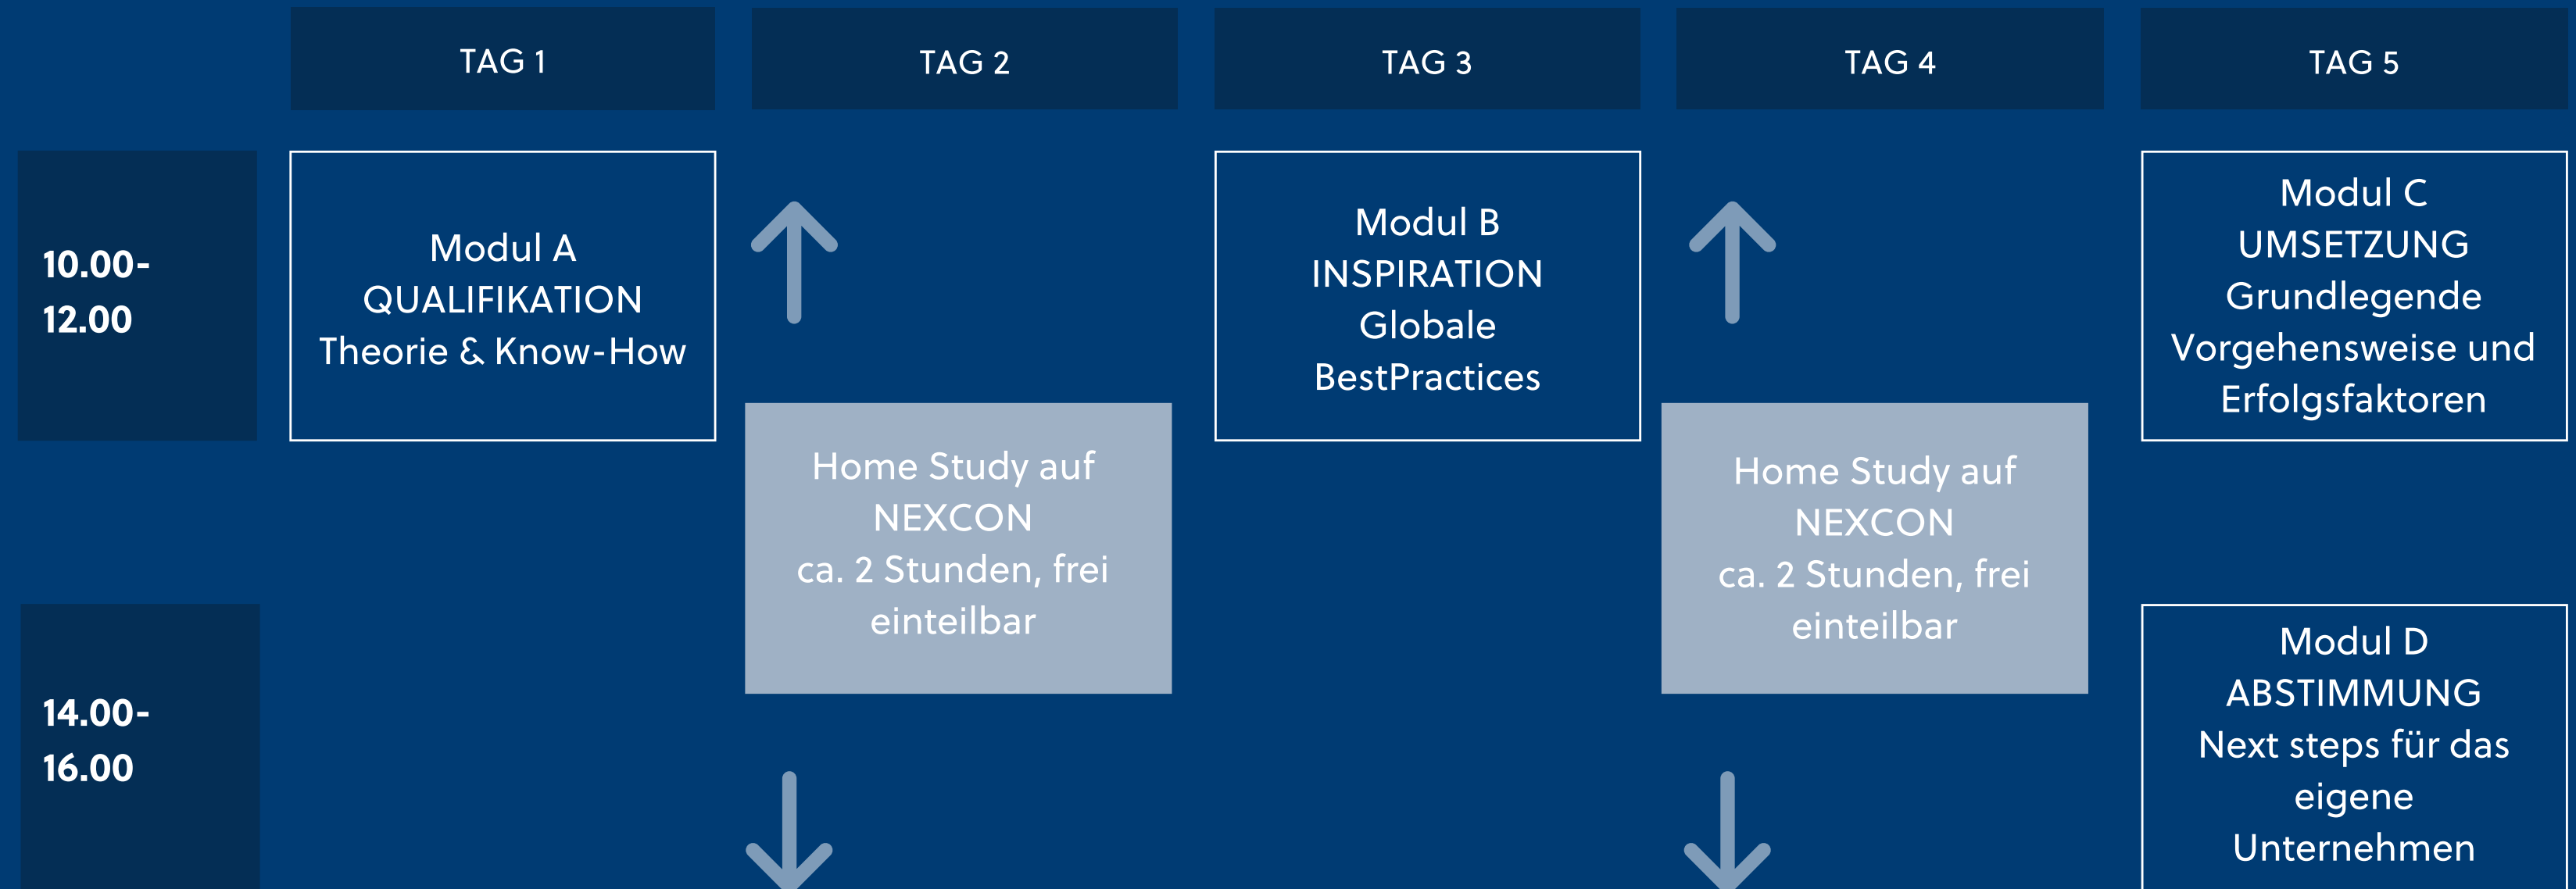 TAG 1
TAG 2
TAG 3
TAG 4
TAG 5
10.00-
12.00
Modul A
QUALIFIKATION
Theorie & Know-How
Modul B
INSPIRATION
Globale
BestPractices
Modul C
UMSETZUNG
Grundlegende
Vorgehensweise und
Erfolgsfaktoren
Home Study auf
NEXCON
ca. 2 Stunden, frei
einteilbar
Home Study auf
NEXCON
ca. 2 Stunden, frei
einteilbar
14.00-
16.00
Modul D
ABSTIMMUNG
Next steps für das
eigene
Unternehmen